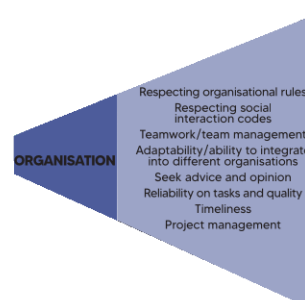 ORGANISATION
Respecting organisational rules
Respecting social
interaction codes
Teamwork/team management
Adaptability/ability to integrate
into different organisations
Seek advice and opinion
Reliability on tasks and quality
Timeliness
Project management